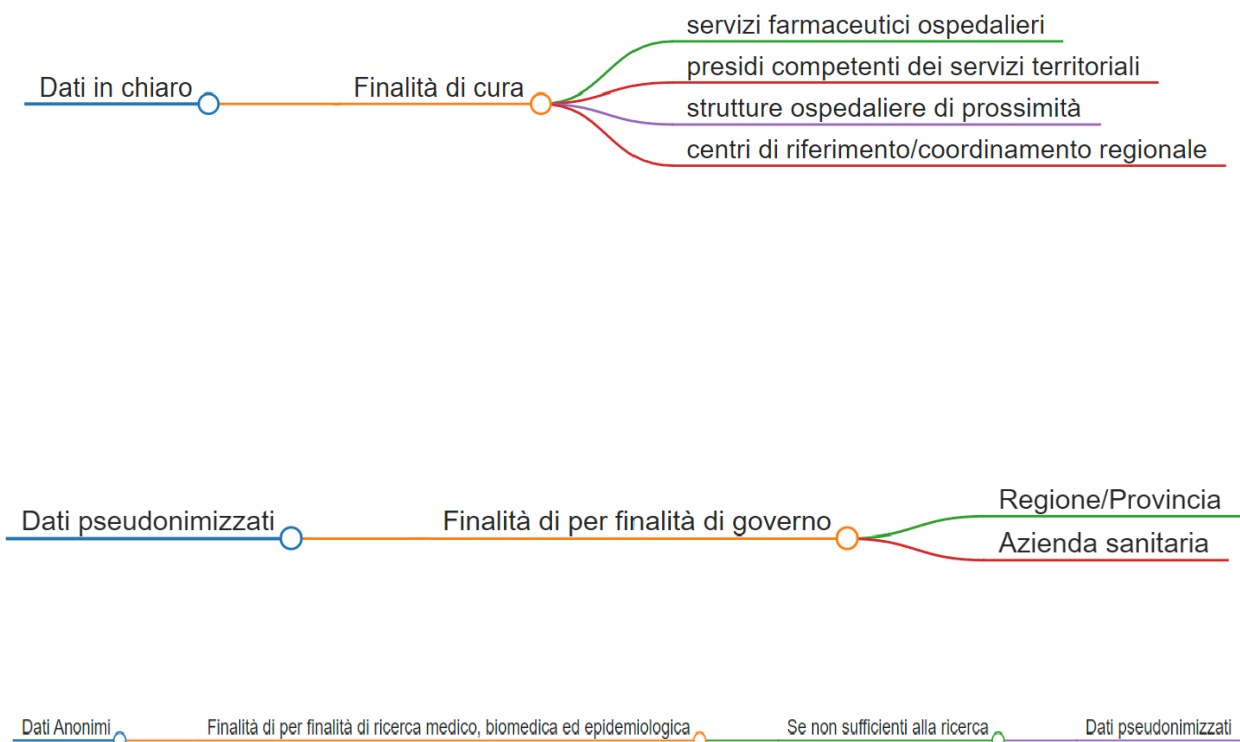 servizi farmaceutici ospedalieri
Dati in chiaro
Finalità di cura
presidi competenti dei servizi territoriali
strutture ospedaliere di prossimità
centri di riferimento/coordinamento regionale
Dati pseudonimizzati
Finalità di per finalità di governo
Regione/Provincia
Azienda sanitaria
Dati Anonimi
Finalità di per finalità di ricerca medico, biomedica ed epidemiologica
Se non sufficienti alla ricerca
Dati pseudonimizzati